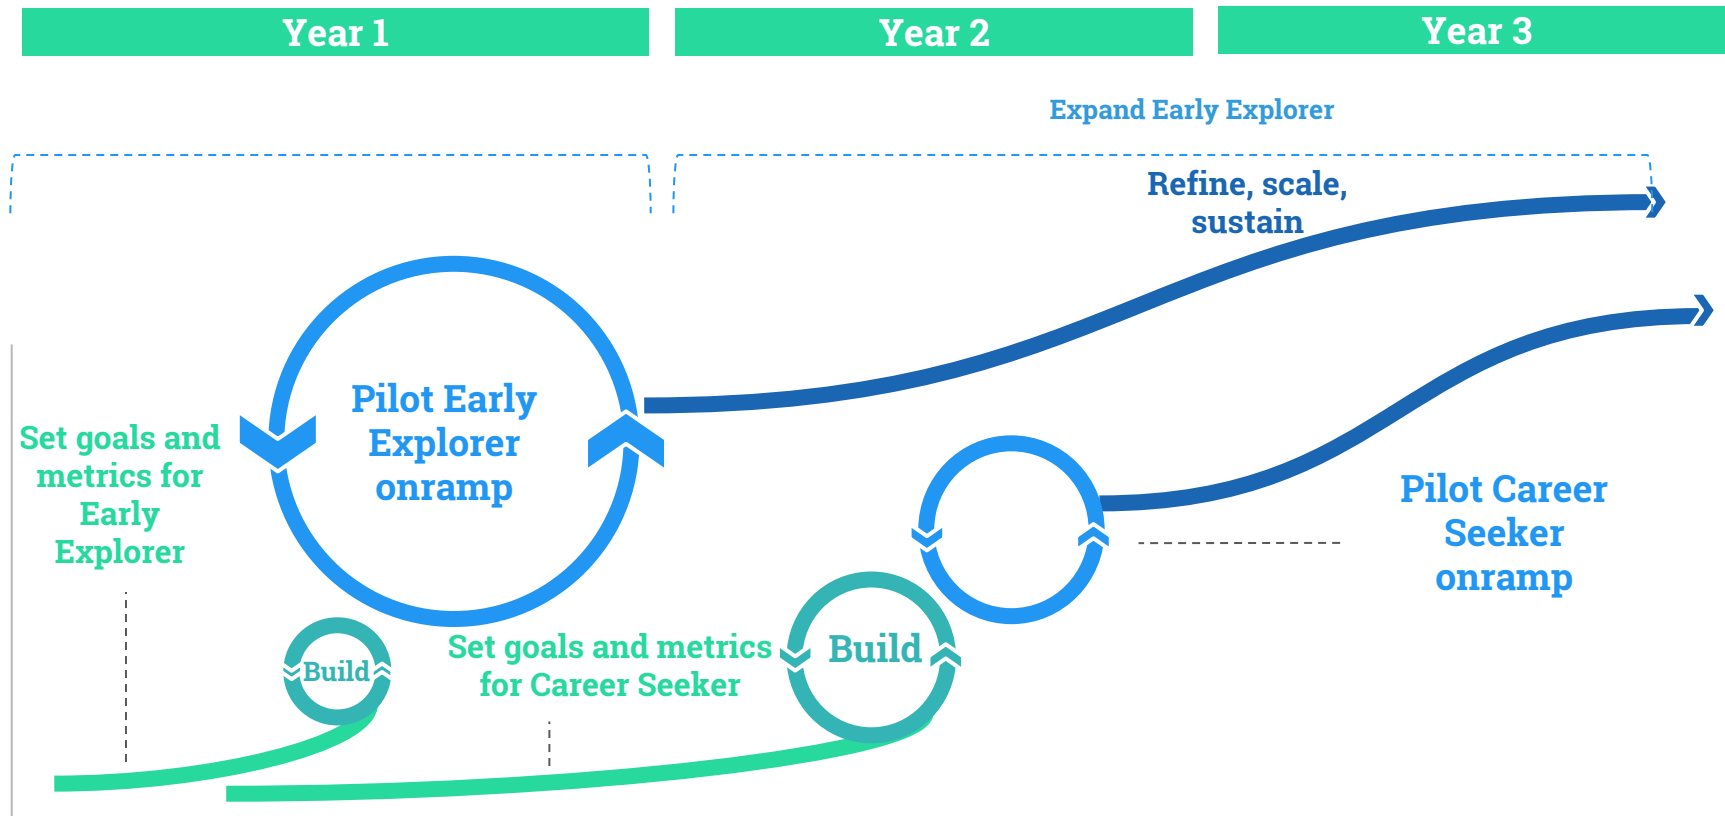 Year 1
Year 2
Year 3
Expand Early Explorer
Refine, scale,
sustain
Pilot Early
Explorer
onramp
Set goals and
metrics for
Early
Explorer
Pilot Career
Seeker
onramp
Build
Set goals and metrics
for Career Seeker
Build